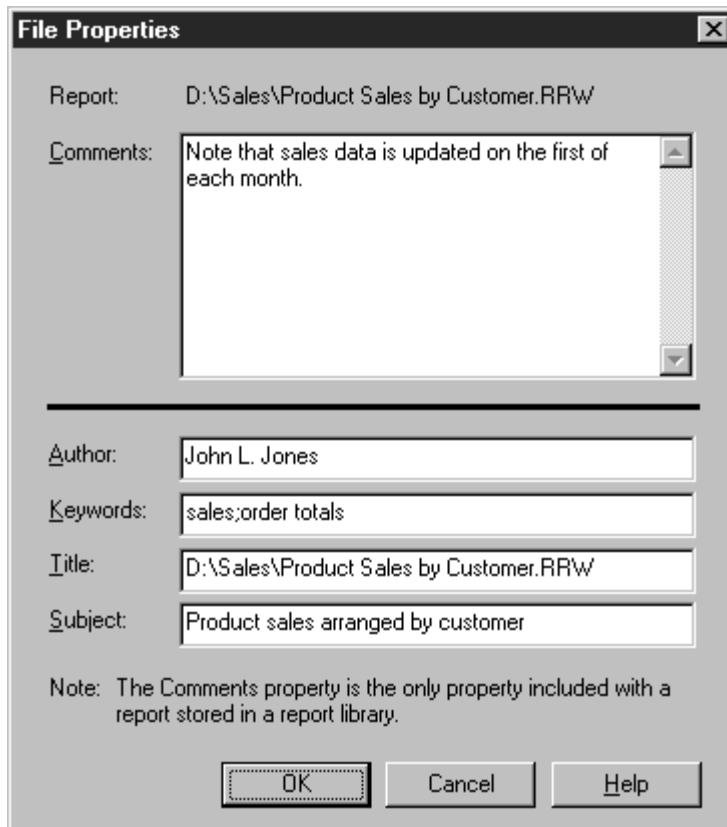 File Properties
Report: D:\Sales\Product Sales by Customer.RRW
Comments: Note that sales data is updated on the first of
each month.
Author: John L. Jones
Keywords: sales;order totals
Title: D:\Sales\Product Sales by Customer.RRW
Subject: Product sales arranged by customer
Note: The Comments property is the only property included with a
report stored in a report library.
OK Cancel Help